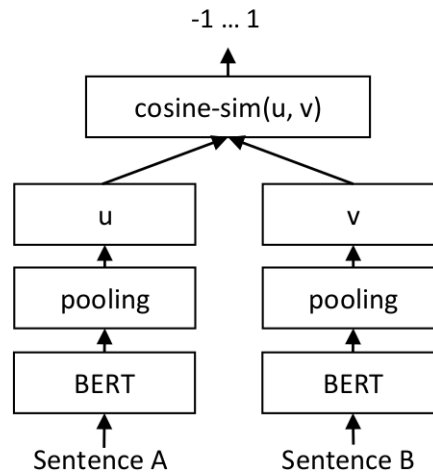 -1 … 1
cosine-sim(u, v)
u v
pooling pooling
BERT BERT
Sentence A Sentence B